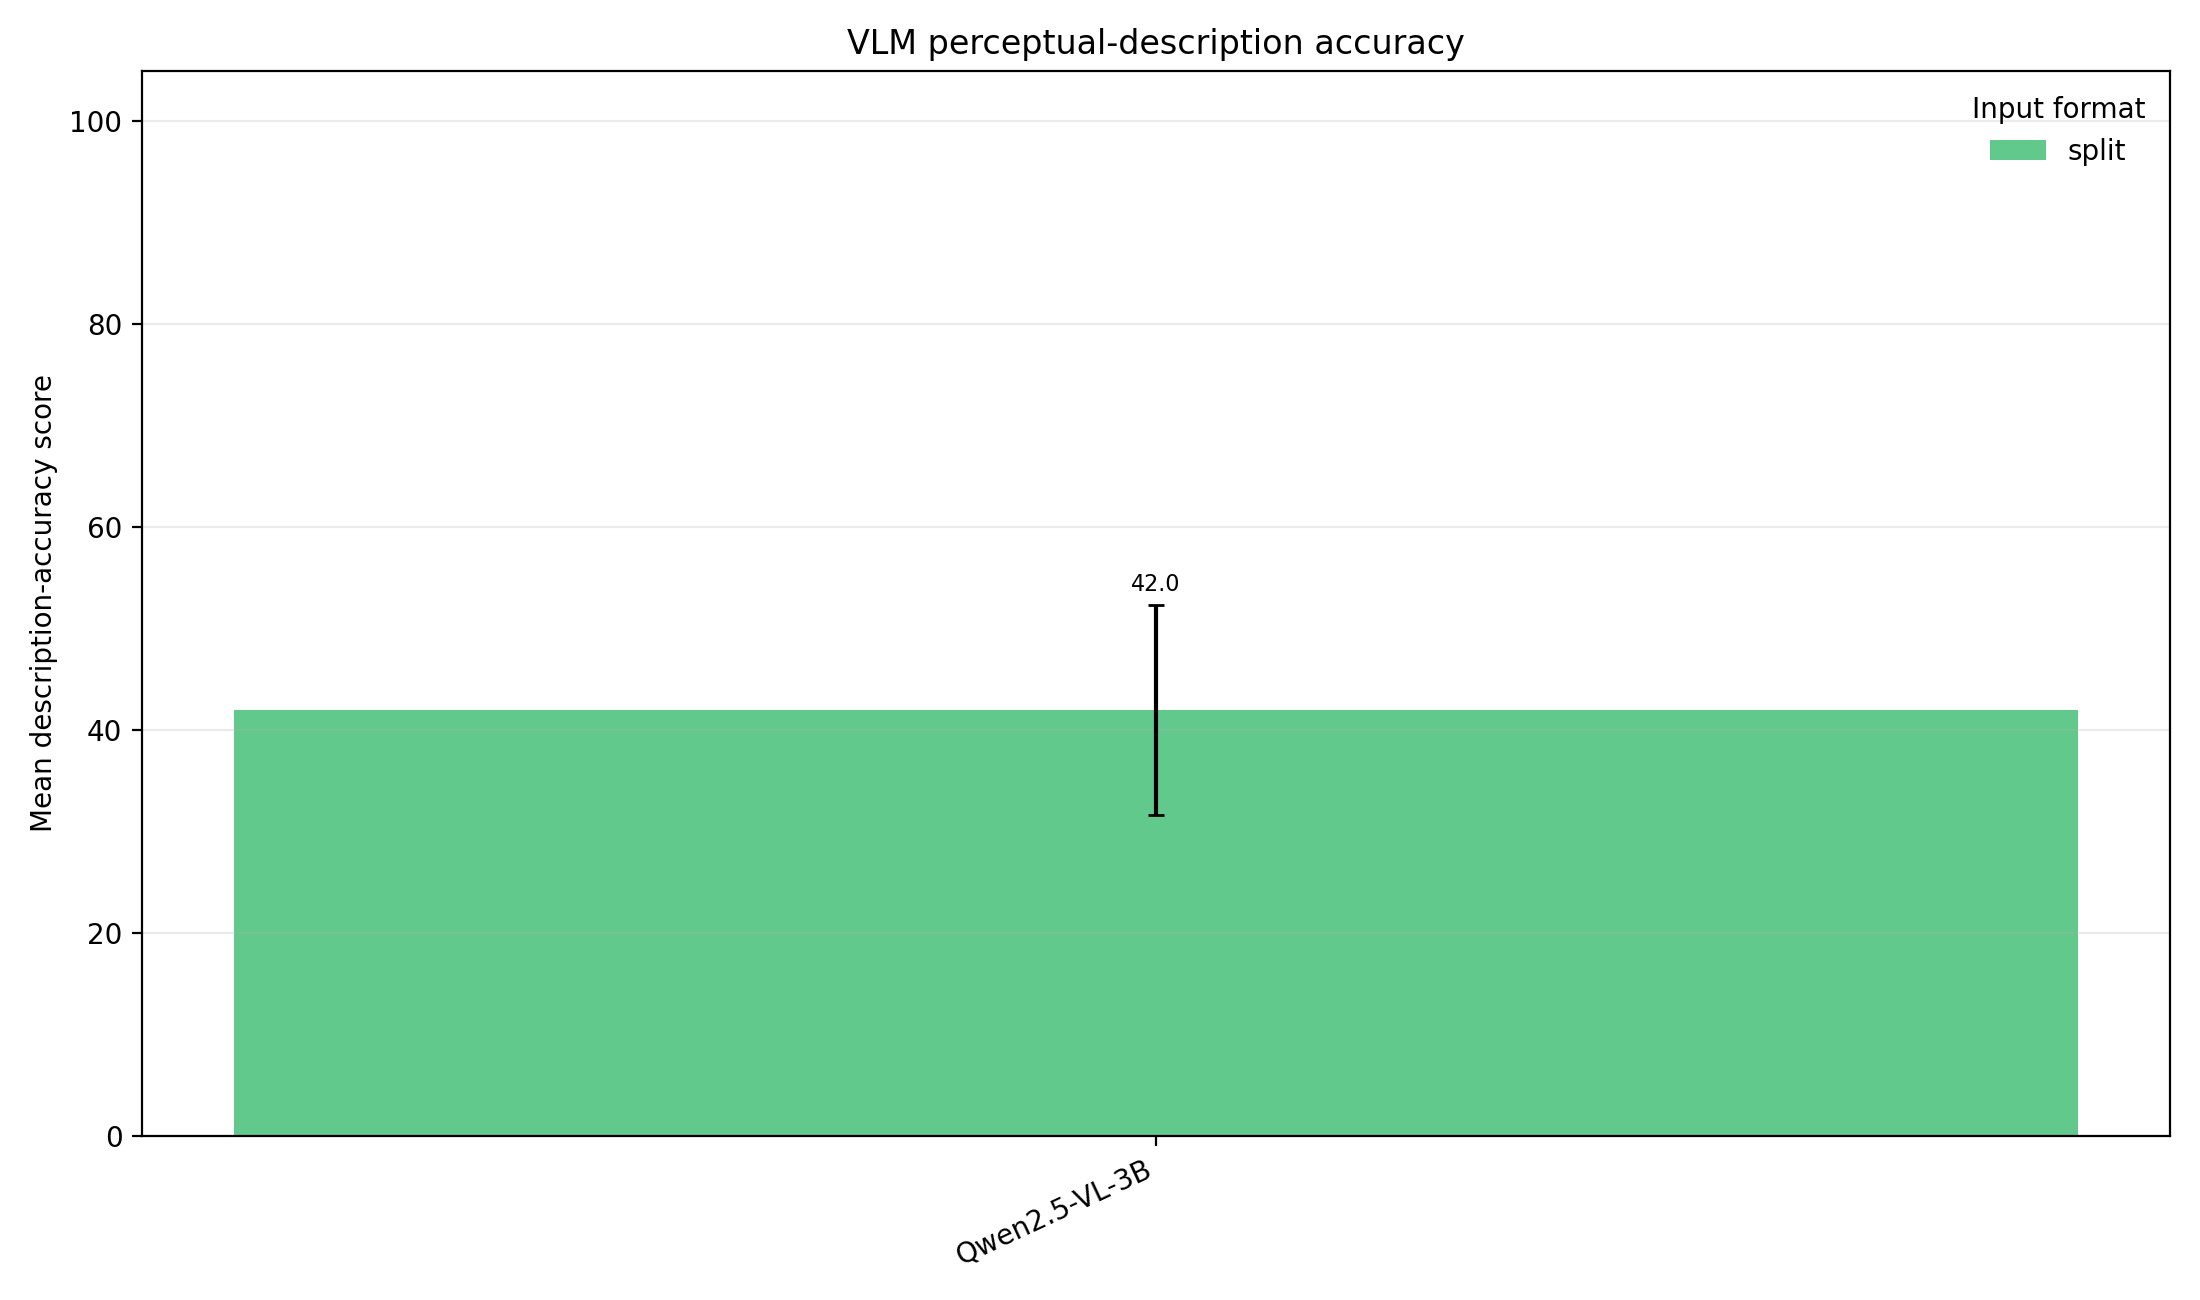 VLM perceptual-description accuracy
Input format
split
100
80
60
40
20
0
Mean description-accuracy score
42.0
Qwen2.5-VL-3B